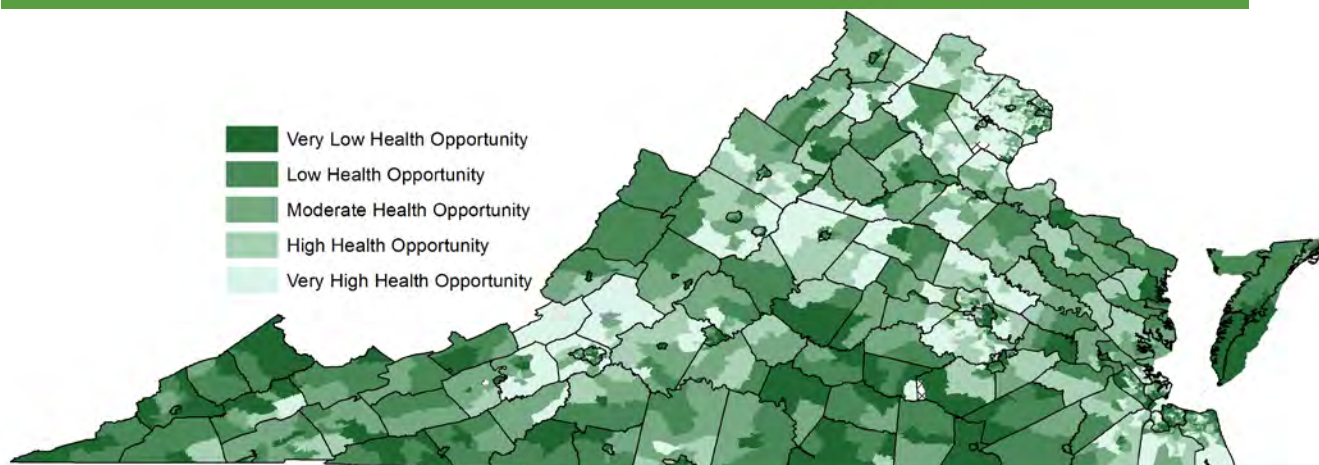 Very Low Health Opportunity
Low Health Opportunity
Moderate Health Opportunity
High Health Opportunity
Very High Health Opportunity